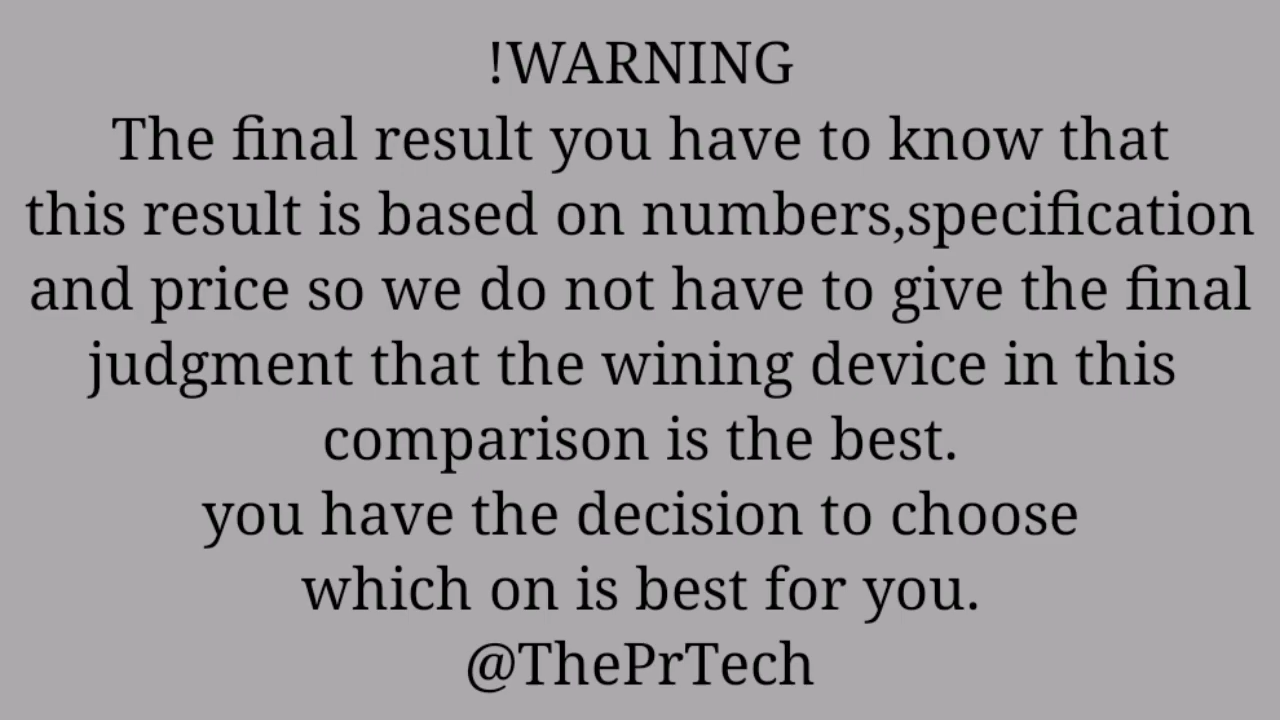 !WARNING
The final result you have to know that
this result is based on numbers,specification
and price so we do not have to give the final
judgment that the wining device in this
comparison is the best.
you have the decision to choose
which on is best for you.
@ThePrTech